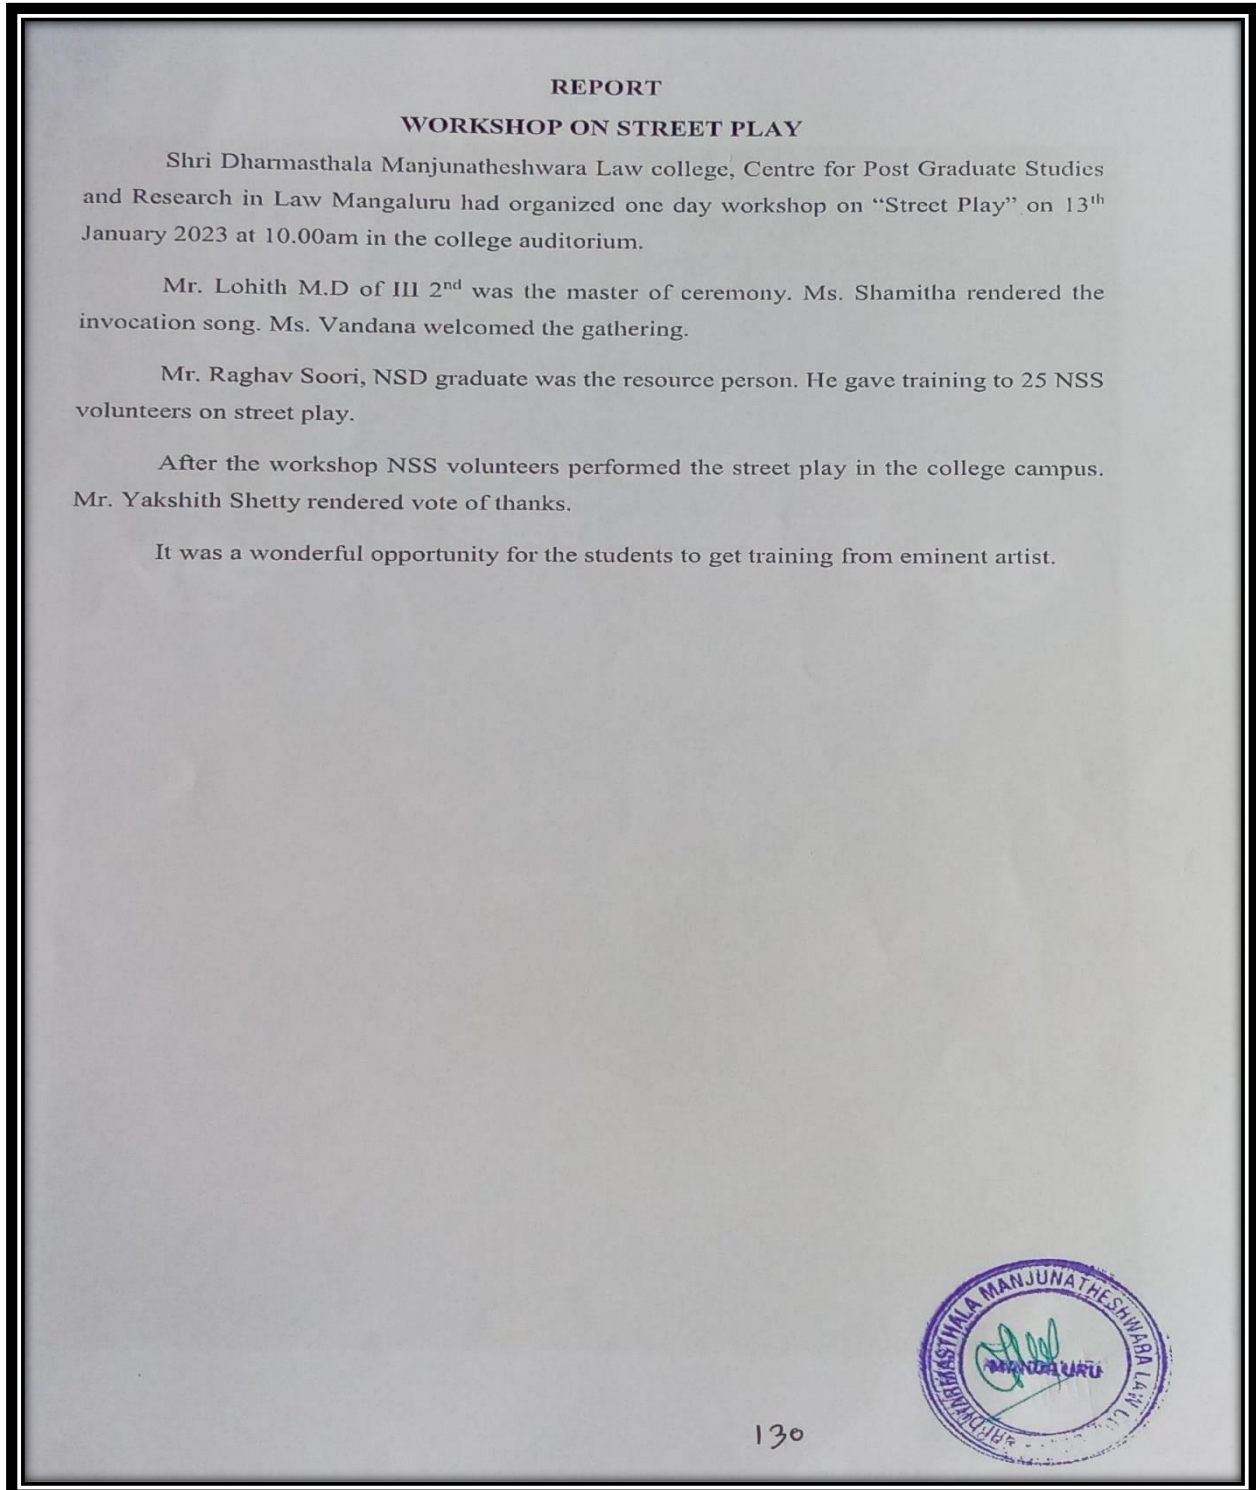 REPORT
WORKSHOP ON STREET PLAY
Shri Dharmasthala Manjunatheshwara Law college, Centre for Post Graduate Studies
and Research in Law Mangaluru had organized one day workshop on “Street Play” on 13th
January 2023 at 10.00am in the college auditorium.
Mr. Lohith M.D of III 2nd was the master of ceremony. Ms. Shamitha rendered the
invocation song. Ms. Vandana welcomed the gathering.
Mr. Raghav Soori, NSD graduate was the resource person. He gave training to 25 NSS
volunteers on street play.
After the workshop NSS volunteers performed the street play in the college campus.
Mr. Yakshith Shetty rendered vote of thanks.
It was a wonderful opportunity for the students to get training from eminent artist.
DHARMASTHALA MANJUNATHESHWARA LAW
MANGALURU
130